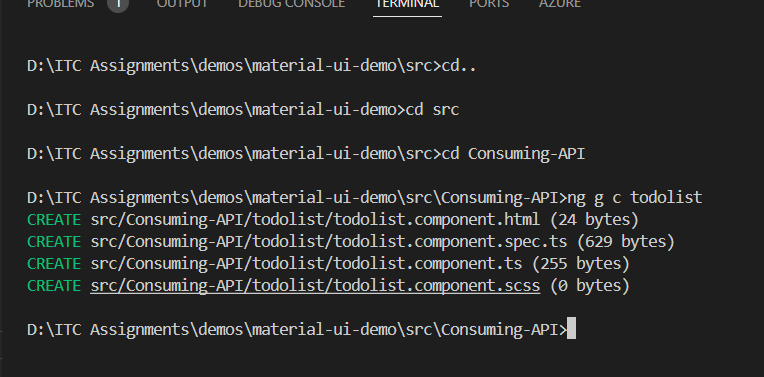 PROBLEMS 1 OUTPUT DEBUG CONSOLE TERMINAL PORTS AZURE
D:\ITC Assignments\demos\material-ui-demo\src>cd..
D:\ITC Assignments\demos\material-ui-demo>cd src
D:\ITC Assignments\demos\material-ui-demo\src>cd Consuming-API
D:\ITC Assignments\demos\material-ui-demo\src\Consuming-API>ng g c todolist
CREATE src/Consuming-API/todolist/todolist.component.html (24 bytes)
CREATE src/Consuming-API/todolist/todolist.component.spec.ts (629 bytes)
CREATE src/Consuming-API/todolist/todolist.component.ts (255 bytes)
CREATE src/Consuming-API/todolist/todolist.component.scss (0 bytes)
D:\ITC Assignments\demos\material-ui-demo\src\Consuming-API>